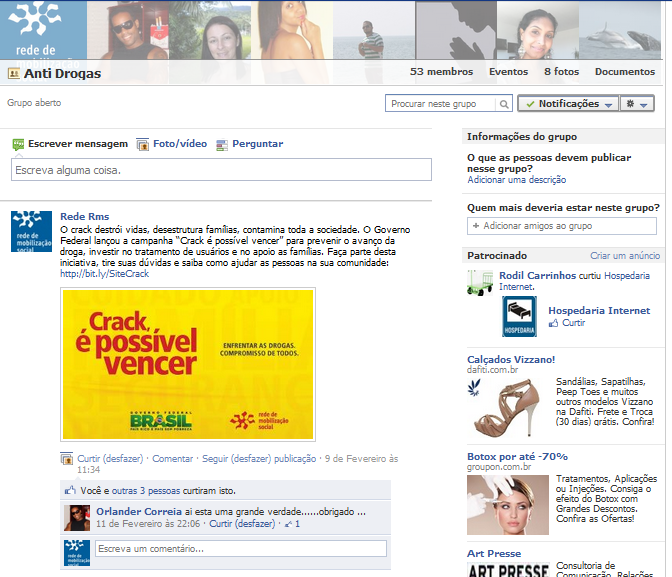 rede de
mobilização
Anti Drogas
53 membros Eventos 8 fotos Documentos
Grupo aberto
Procurar neste grupo
Notificações
Escrever mensagem Foto/vídeo Perguntar
Escreva alguma coisa.
Rede Rms
rede de
mobilização
social
O crack destrói vidas, desestrutura famílias, contamina toda a sociedade. O Governo
Federal lançou a campanha “Crack é possível vencer” para prevenir o avanço da
droga, investir no tratamento de usuários e no apoio as famílias. Faça parte desta
iniciativa, tire suas dúvidas e saiba como ajudar as pessoas na sua comunidade:
http://bit.ly/SiteCrack
Crack,
é possível
vencer
ENFRENTAR AS DROGAS.
COMPROMISSO DE TODOS.
GOVERNO FEDERAL
BRASIL
PAÍS RICO É PAÍS SEM POBREZA
rede de
mobilização
social
Curtir (desfazer) · Comentar · Seguir (desfazer) publicação · 9 de Fevereiro às
11:34
Você e outras 3 pessoas curtiram isto.
Orlander Correia ai esta uma grande verdade......obrigado ...
11 de Fevereiro às 22:06 · Curtir (desfazer) · 1
rede de
mobilização
social
Escreva um comentário...
Informações do grupo
O que as pessoas devem publicar
nesse grupo?
Adicionar uma descrição
Quem mais deveria estar neste grupo?
+ Adicionar amigos ao grupo
Patrocinado Criar um anúncio
Rodil Carrinhos curtiu Hospedaria
Internet.
HOSPEDARIA
Hospedaria Internet
Curtir
Calçados Vizzano!
dafiti.com.br
Sandálias, Sapatilhas,
Peep Toes e muitos
outros modelos Vizzano
na Dafiti. Frete e Troca
(30 dias) grátis. Confira!
Botox por até -70%
groupon.com.br
Tratamentos, Aplicações
ou Injeções. Consiga o
efeito do Botox com
Grandes Descontos.
Confira as Ofertas!
Art Presse
ART PRESSE
Consultoria de
Comunicação, Relações